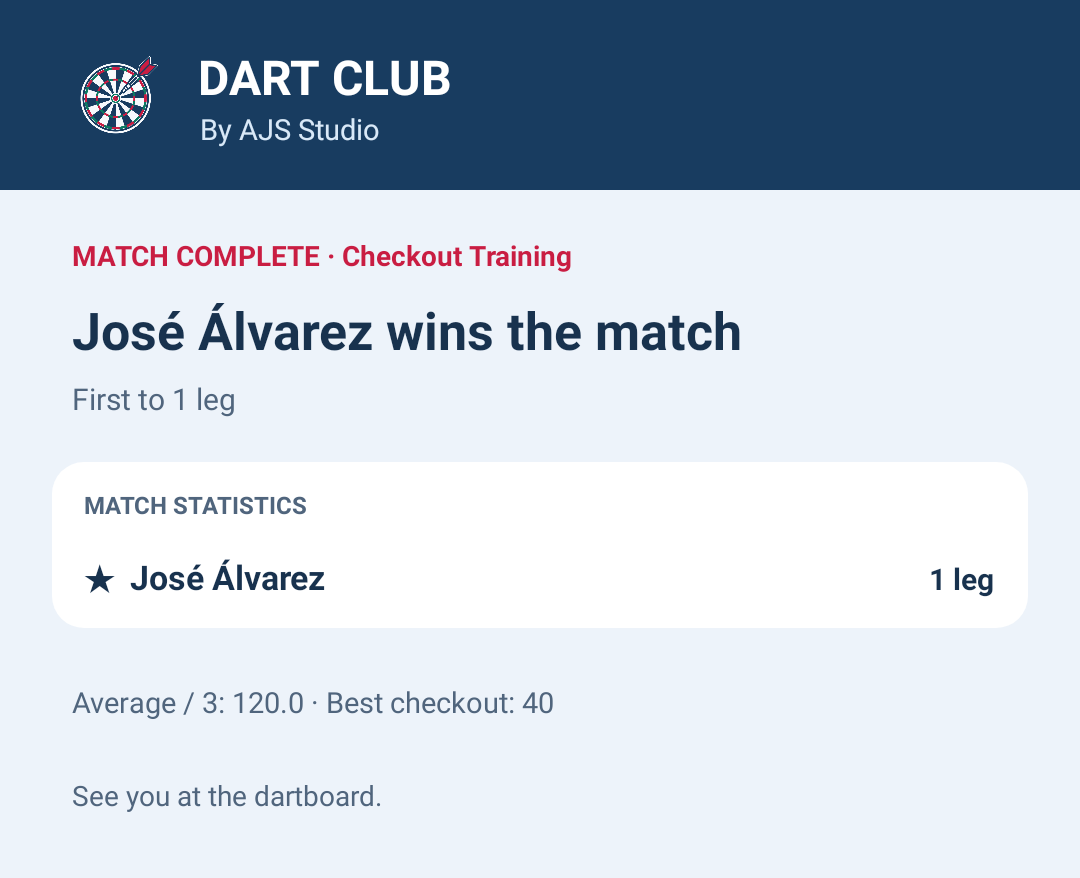 DART CLUB
By AJS Studio
MATCH COMPLETE · Checkout Training
José Álvarez wins the match
First to 1 leg
MATCH STATISTICS
★ José Álvarez 1 leg
Average / 3: 120.0 · Best checkout: 40
See you at the dartboard.